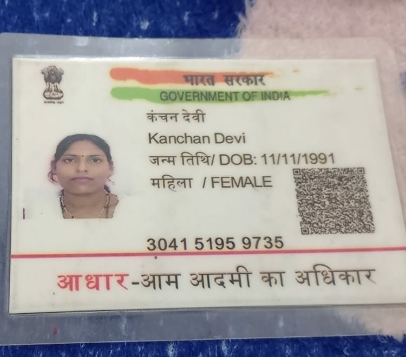 भारत सरकार
GOVERNMENT OF INDIA
कंचन देवी
Kanchan Devi
जन्म तिथि/ DOB: 11/11/1991
महिला / FEMALE
3041 5195 9735
आधार-आम आदमी का अधिकार